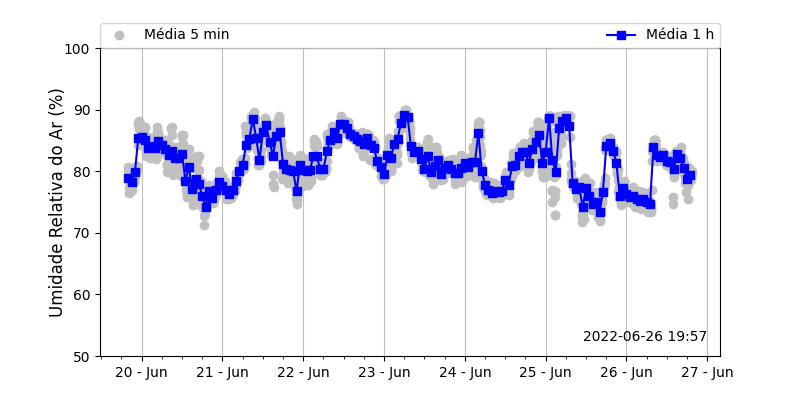 Média 5 min
Média 1 h
Umidade Relativa do Ar (%)
100
90
80
70
60
50
2022-06-26 19:57
20 - Jun
21 - Jun
22 - Jun
23 - Jun
24 - Jun
25 - Jun
26 - Jun
27 - Jun